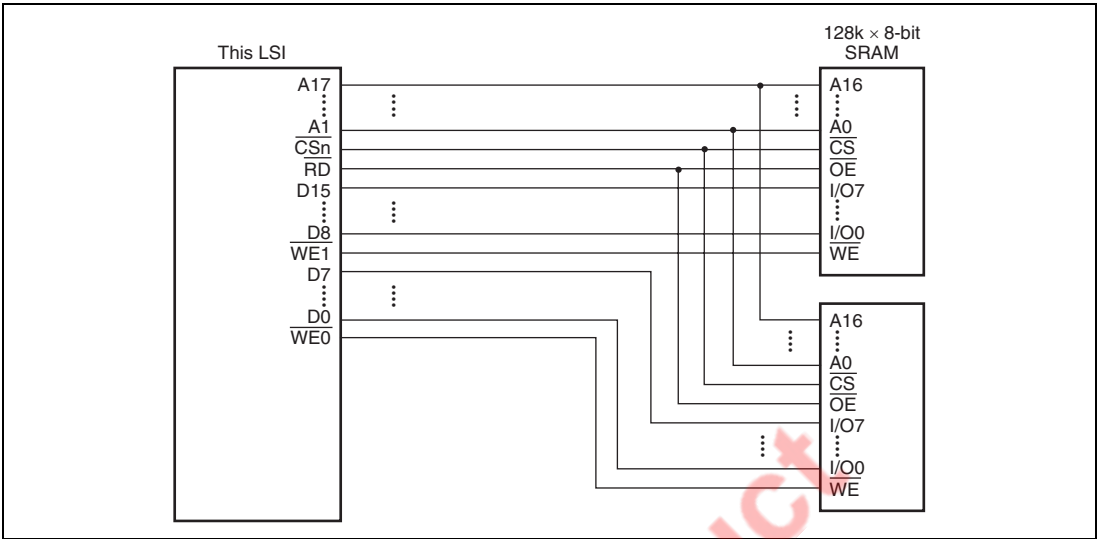 This LSI
A17
A1
CSn
RD
D15
D8
WE1
D7
D0
WE0
128k × 8-bit
SRAM
A16
A0
CS
OE
I/O7
I/O0
WE
A16
A0
CS
OE
I/O7
I/O0
WE